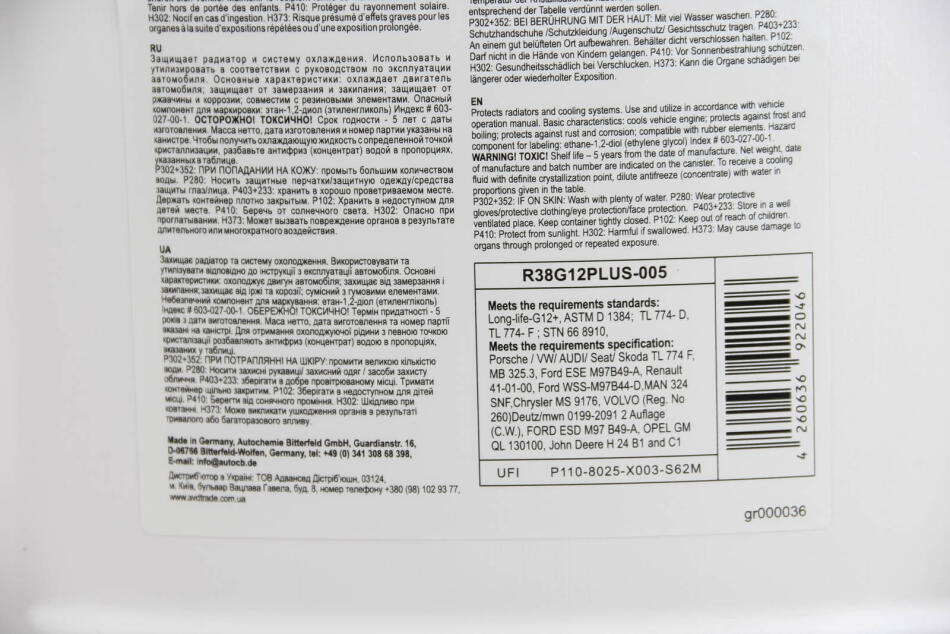 Tenir hors de portée des enfants. P410: Protéger du rayonnement solaire.
H302: Nocif en cas d'ingestion. H373: Risque présumé d'effets graves pour les
organes à la suite d'expositions répétées ou d'une exposition prolongée.
RU
Защищает радиатор и систему охлаждения. Использовать и
утилизировать в соответствии с руководством по эксплуатации
автомобиля. Основные характеристики: охлаждает двигатель
автомобиля; защищает от замерзания и закипания; защищает от
ржавчины и коррозии; совместим с резиновыми элементами. Опасный
компонент для маркировки: этан-1,2-диол (этиленгликоль) Индекс # 603-
027-00-1. ОСТОРОЖНО! ТОКСИЧНО! Срок годности - 5 лет с даты
изготовления. Масса нетто, дата изготовления и номер партии указаны на
канистре. Чтобы получить охлаждающую жидкость с определенной точкой
кристаллизации, разбавьте антифриз (концентрат) водой в пропорциях,
указанных в таблице.
P302+352: ПРИ ПОПАДАНИИ НА КОЖУ: промыть большим количеством
воды. P280: Носить защитные перчатки/защитную одежду/средства
защиты глаз/лица. P403+233: хранить в хорошо проветриваемом месте.
Держать контейнер плотно закрытым. P102: Хранить в недоступном для
детей месте. P410: Беречь от солнечного света. H302: Опасно при
проглатывании. H373: Может вызвать повреждение органов в результате
длительного или многократного воздействия.
UA
Захищає радіатор та систему охолодження. Використовувати та
утилізувати відповідно до інструкції з експлуатації автомобіля. Основні
характеристики: охолоджує двигун автомобіля; захищає від замерзання і
закипання; захищає від іржі та корозії; сумісний з гумовими елементами.
Небезпечний компонент для маркування: етан-1,2-діол (етиленгліколь)
Індекс # 603-00-1. ОБЕРЕЖНО! ТОКСИЧНО! Термін придатності - 5
років з дати виготовлення. Маса нетто, дата виготовлення та номер партії
вказані на каністрі. Для отримання охолоджуючої рідини з певною точкою
кристалізації розбавляють антифриз (концентрат) водою в пропорціях,
вказаних у таблиці.
P302+352: ПРИ ПОТРАПЛЯННІ НА ШКІРУ: промити великою кількістю
води. P280: Носити захисні рукавиці/ захисний одяг / засоби захисту
обличчя. P403+233: зберігати в добре провітрюваному місці. Тримати
контейнер щільно закритим. P102: Зберігати в недоступном для дітей
місці. P410: Берегти від сонячного проміння. H302: Шкідливо при
ковтанні. H373: Може викликати ушкодження органів в результаті
тривалого або багаторазового впливу.
Made in Germany, Autochemie Bitterfeld GmbH, Guardianstr. 16,
D-06766 Bitterfeld-Wolfen, Germany, tel: +49 (0) 341 308 68 398,
E-mail: info@autocb.de
Дистриб'ютор в Україні: ТОВ Адвансед Дістріб'юшн, 03124,
м. Київ, бульвар Вацлава Гавела, буд. 8, номер телефону +380 (98) 102 93 77,
www.avdtrade.com.ua
entsprechend der Tabelle verdünnt werden sollen.
P302+352: BEI BERÜHRUNG MIT DER HAUT: Mit viel Wasser waschen. P280:
Schutzhandschuhe /Schutzkleidung /Augenschutz/ Gesichtsschutz tragen. P403+233:
An einem gut belüfteten Ort aufbewahren. Behälter dicht verschlossen halten. P102:
Darf nicht in die Hände von Kindern gelangen. P410: Vor Sonnenbestrahlung schützen.
H302: Gesundheitsschädlich bei Verschlucken. H373: Kann die Organe schädigen bei
längerer oder wiederholter Exposition.
EN
Protects radiators and cooling systems. Use and utilize in accordance with vehicle
operation manual. Basic characteristics: cools vehicle engine; protects against frost and
boiling; protects against rust and corrosion; compatible with rubber elements. Hazard
component for labeling: ethane-1,2-diol (ethylene glycol) index # 603-027-00-1.
WARNING! TOXIC! Shelf life – 5 years from the date of manufacture. Net weight, date
of manufacture and batch number are indicated on the canister. To receive a cooling
fluid with definite crystallization point, dilute antifreeze (concentrate) with water in
proportions given in the table.
P302+352: IF ON SKIN: Wash with plenty of water. P280: Wear protective
gloves/protective clothing/eye protection/face protection. P403+233: Store in a well
ventilated place. Keep container tightly closed. P102: Keep out of reach of children.
P410: Protect from sunlight. H302: Harmful if swallowed. H373: May cause damage to
organs through prolonged or repeated exposure.
R38G12PLUS-005
Meets the requirements standards:
Long-life-G12+, ASTM D 1384; TL 774- D,
TL 774- F ; STN 66 8910,
Meets the requirements specification:
Porsche / VW/ AUDI/ Seat/ Skoda TL 774 F,
MB 325.3, Ford ESE M97B49-A, Renault
41-01-00, Ford WSS-M97B44-D,MAN 324
SNF,Chrysler MS 9176, VOLVO (Reg. No
260)Deutz/mwn 0199-2091 2 Auflage
(C.W.), FORD ESD M97 B49-A, OPEL GM
QL 130100, John Deere H 24 B1 and C1
UFI P110-8025-X003-S62M
4 260636 922046
gr000036